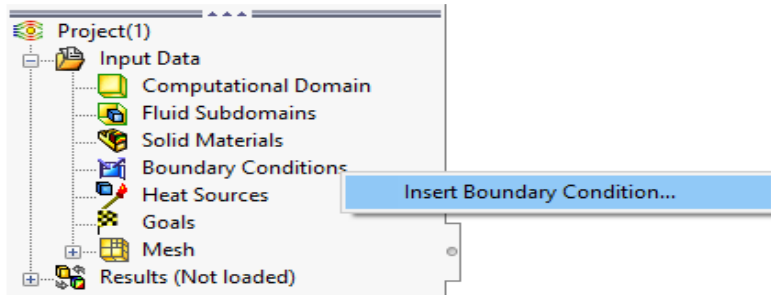 Project(1)
Input Data
Computational Domain
Fluid Subdomains
Solid Materials
Boundary Conditions
Insert Boundary Condition...
Heat Sources
Goals
Mesh
Results (Not loaded)